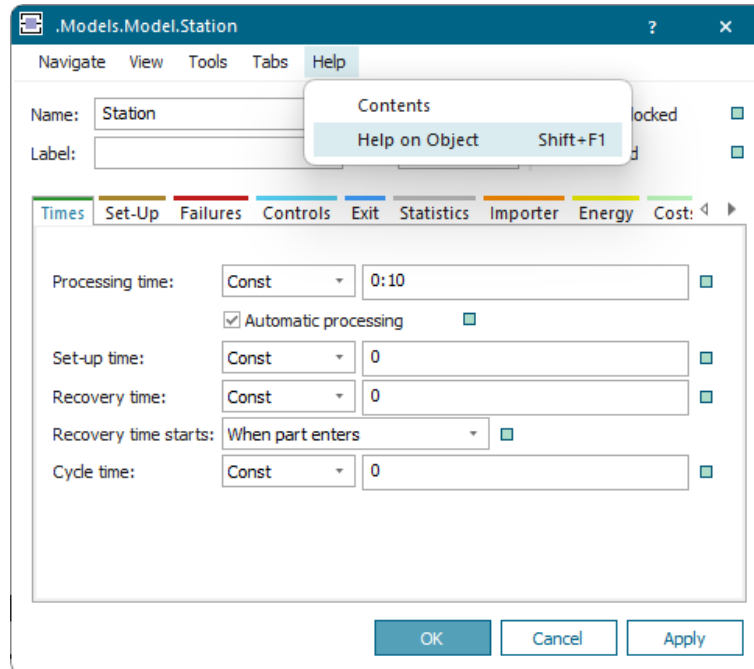 .Models.Model.Station ? ×
Navigate View Tools Tabs Help
Contents
Help on Object Shift+F1
Name: Station
Label:
Times Set-Up Failures Controls Exit Statistics Importer Energy
Processing time: Const 0:10
Automatic processing
Set-up time: Const 0
Recovery time: Const 0
Recovery time starts: When part enters
Cycle time: Const 0
OK Cancel Apply